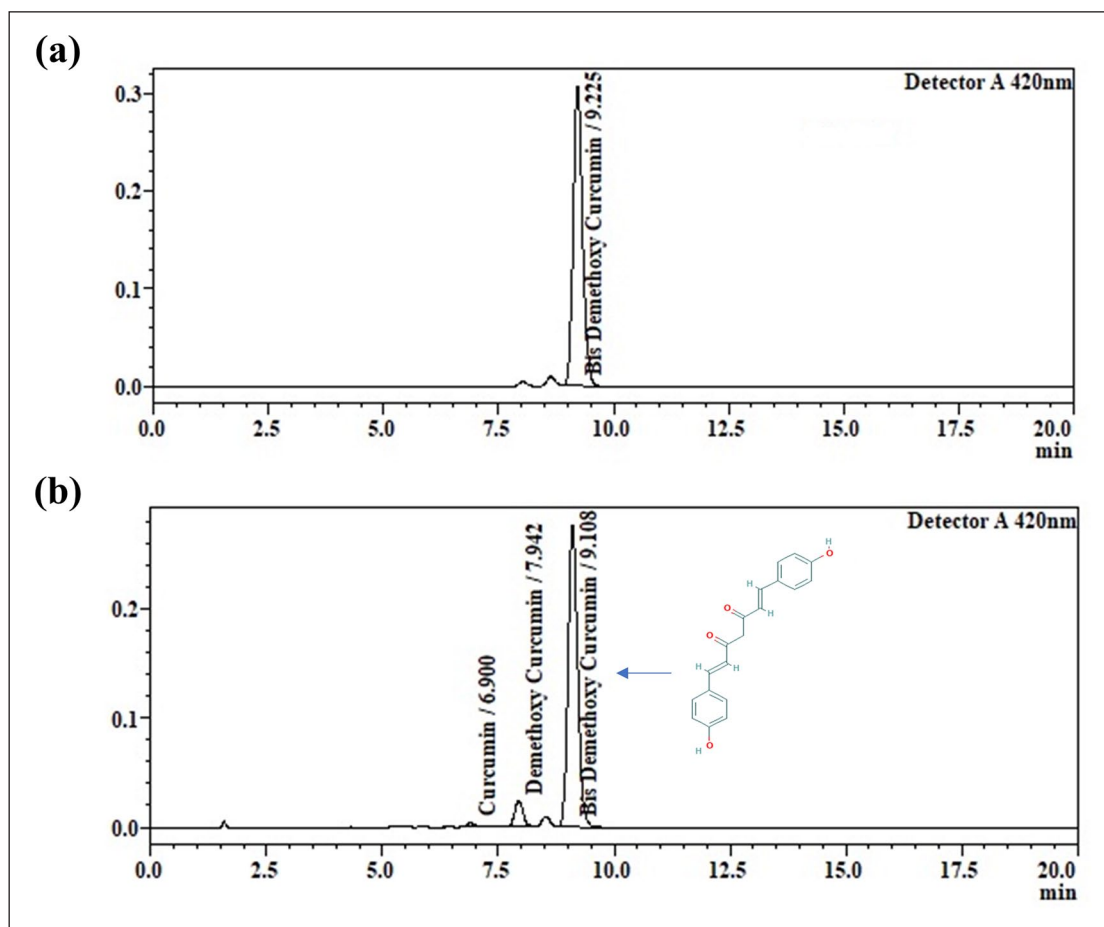 (a)
Detector A 420nm
0.3
0.2
0.1
0.0
Bis Demethoxy Curcumin / 9.225
0.0 2.5 5.0 7.5 10.0 12.5 15.0 17.5 20.0
min
(b)
Detector A 420nm
0.2
0.1
0.0
Curcumin / 6.900
Demethoxy Curcumin / 7.942
Bis Demethoxy Curcumin / 9.108
H
O
H
H
O
O
H
H
O
H
0.0 2.5 5.0 7.5 10.0 12.5 15.0 17.5 20.0
min